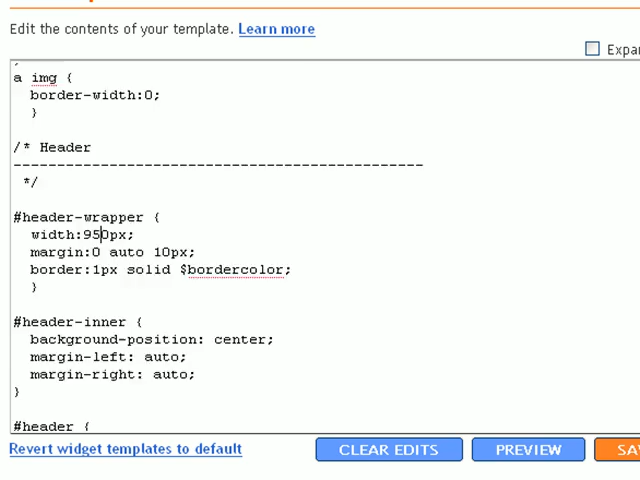 Edit the contents of your template. Learn more
Expan
a img {
border-width:0;
}
/* Header
-----------------------------------------------
*/
#header-wrapper {
width:950px;
margin:0 auto 10px;
border:1px solid $bordercolor;
}
#header-inner {
background-position: center;
margin-left: auto;
margin-right: auto;
}
#header {
Revert widget templates to default
CLEAR EDITS
PREVIEW
SAV